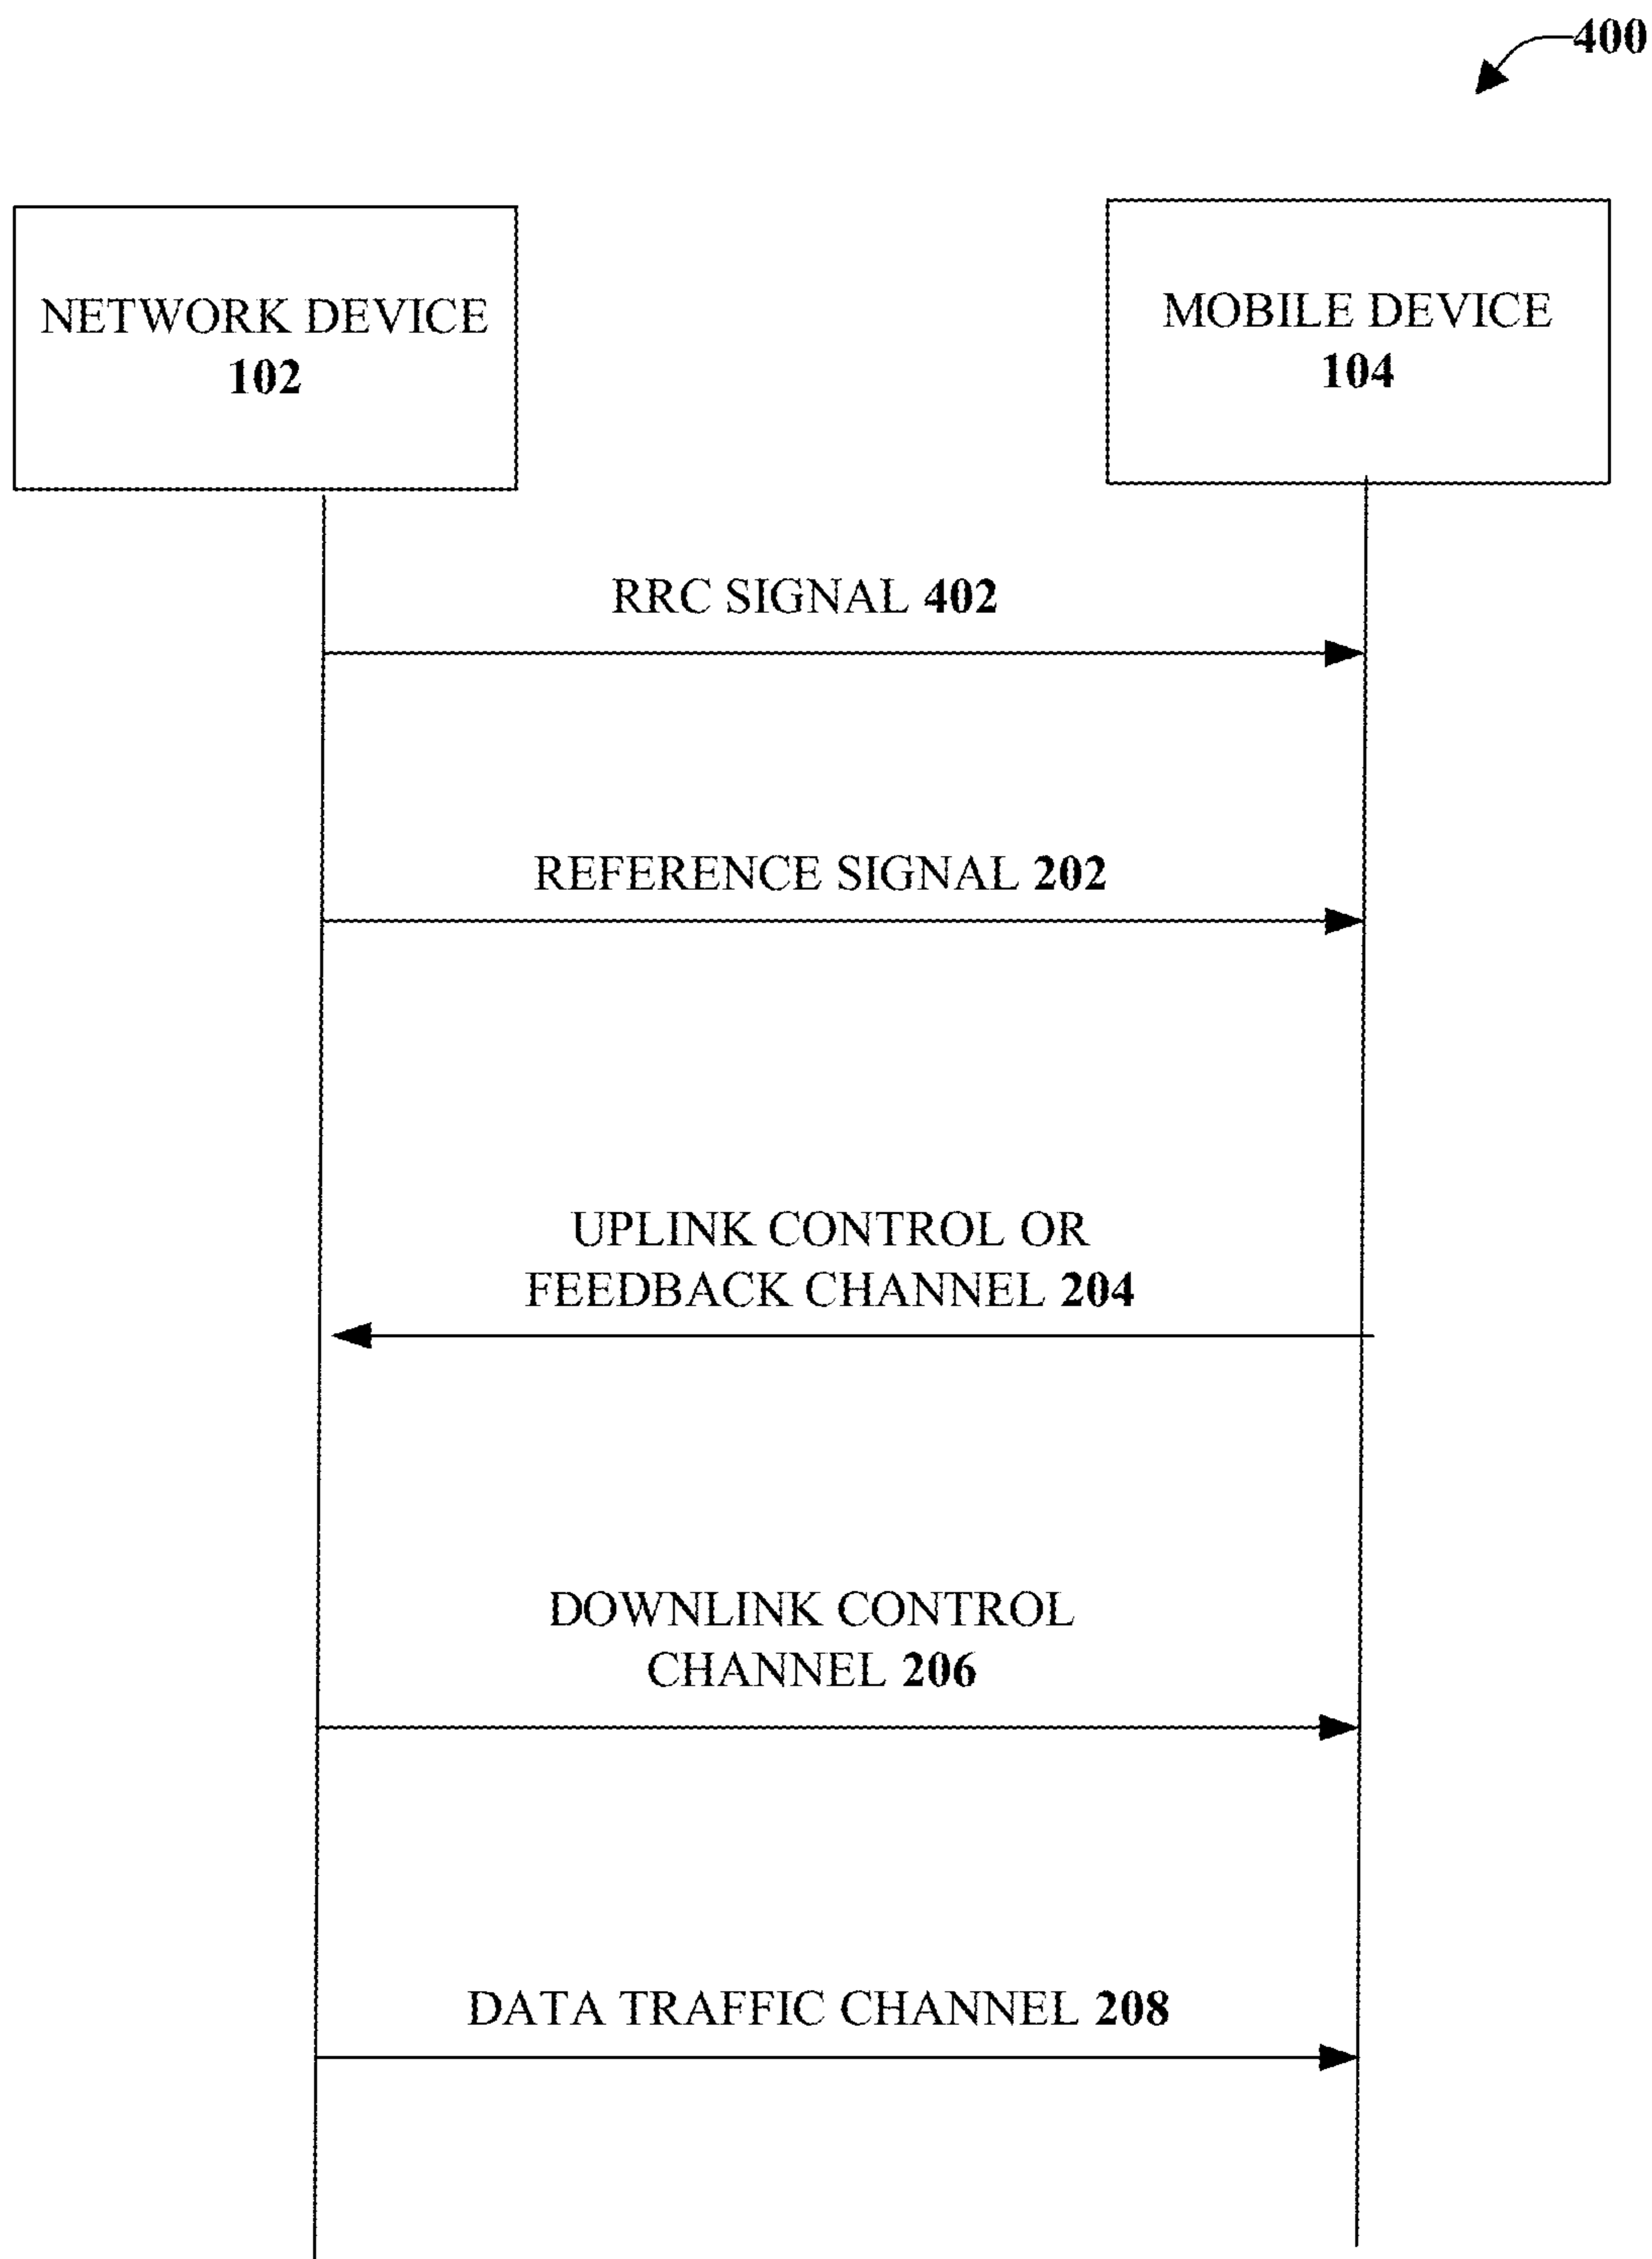 400
NETWORK DEVICE
102
MOBILE DEVICE
104
RRC SIGNAL 402
REFERENCE SIGNAL 202
UPLINK CONTROL OR
FEEDBACK CHANNEL 204
DOWNLINK CONTROL
CHANNEL 206
DATA TRAFFIC CHANNEL 208